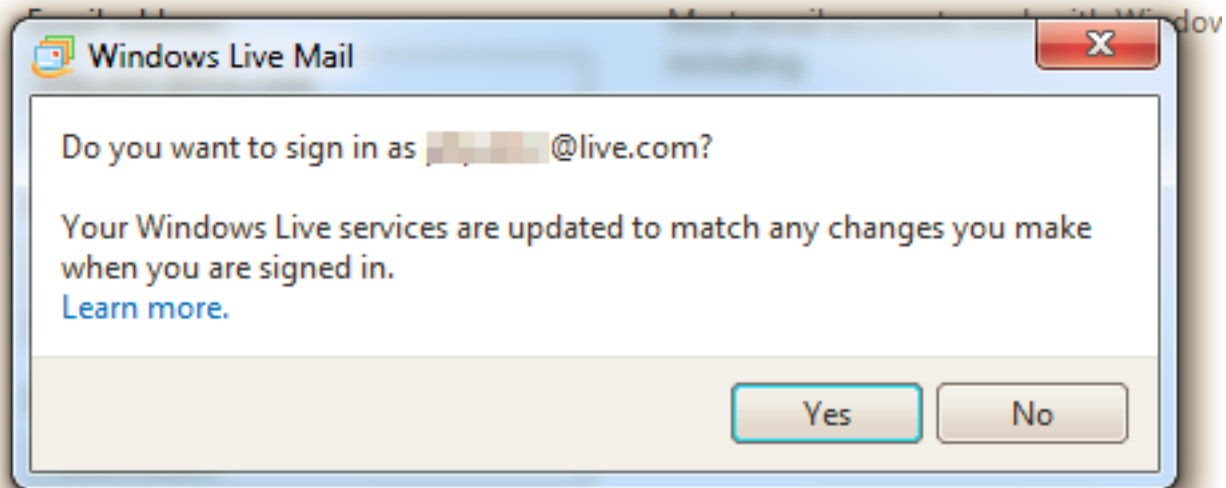 Windows Live Mail
Do you want to sign in as @live.com?
Your Windows Live services are updated to match any changes you make
when you are signed in.
Learn more.
Yes No